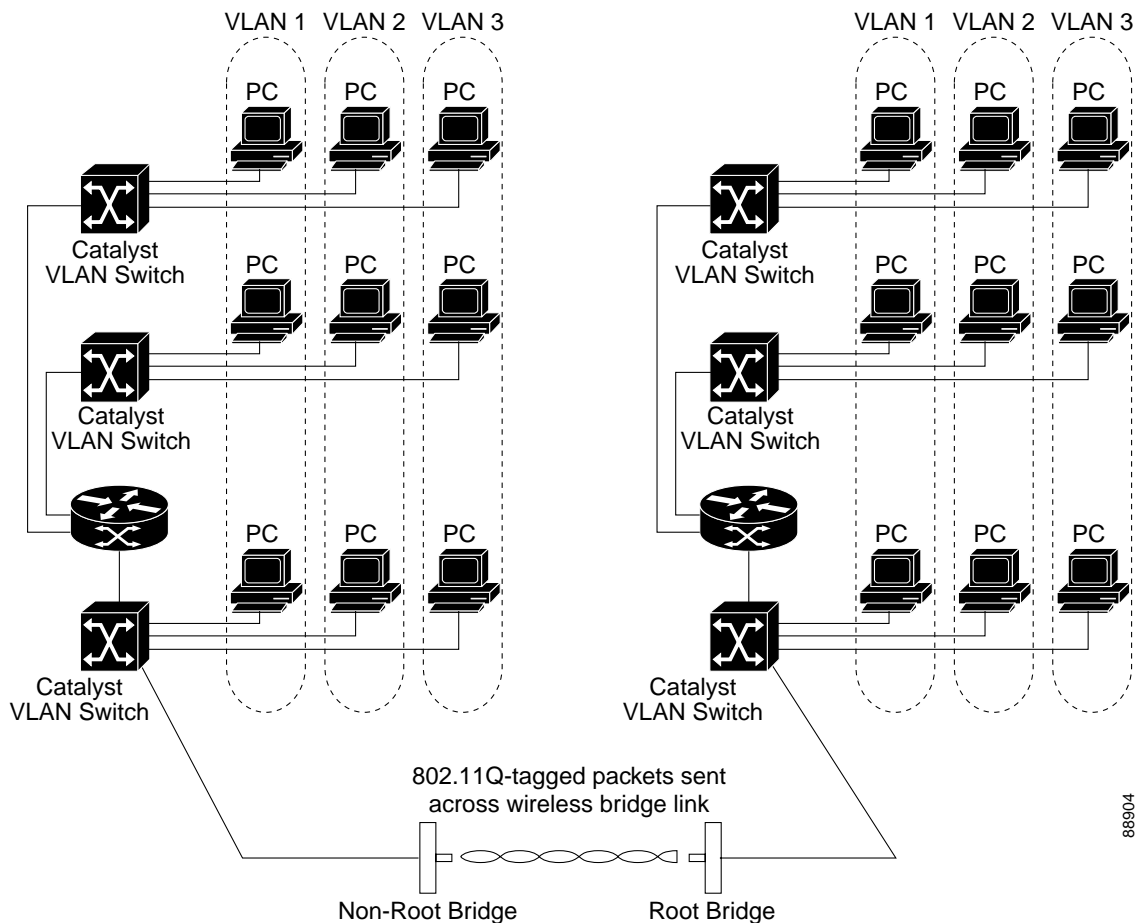 VLAN 1 VLAN 2 VLAN 3 VLAN 1 VLAN 2 VLAN 3
PC PC PC PC PC PC
Catalyst
VLAN Switch
Catalyst
VLAN Switch
PC PC PC PC PC PC
Catalyst
VLAN Switch
Catalyst
VLAN Switch
PC PC PC PC PC PC
Catalyst
VLAN Switch
Catalyst
VLAN Switch
802.11Q-tagged packets sent
across wireless bridge link
Non-Root Bridge
Root Bridge
88904